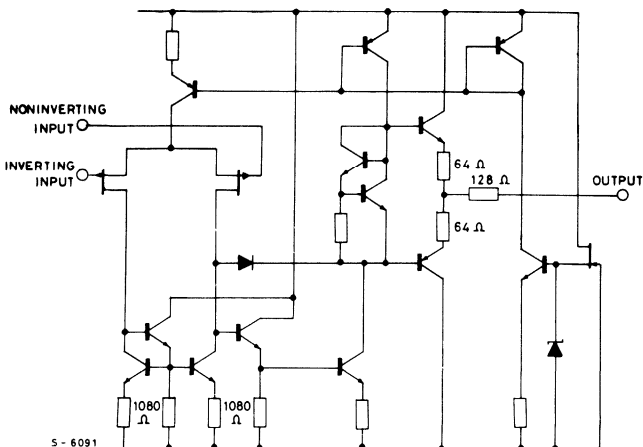 NONINVERTING
INPUT
INVERTING
INPUT
64 Ω
128 Ω
OUTPUT
64 Ω
1080
Ω
1080
Ω
S - 6091